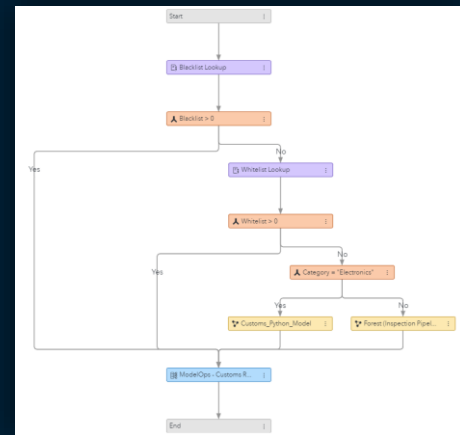 Start
Blacklist Lookup
Blacklist > 0
Yes
No
Whitelist Lookup
Whitelist > 0
Yes
No
Category = "Electronics"
Yes
No
Customs_Python_Model
Forest (Inspection Pipel...
ModelOps - Customs R...
End